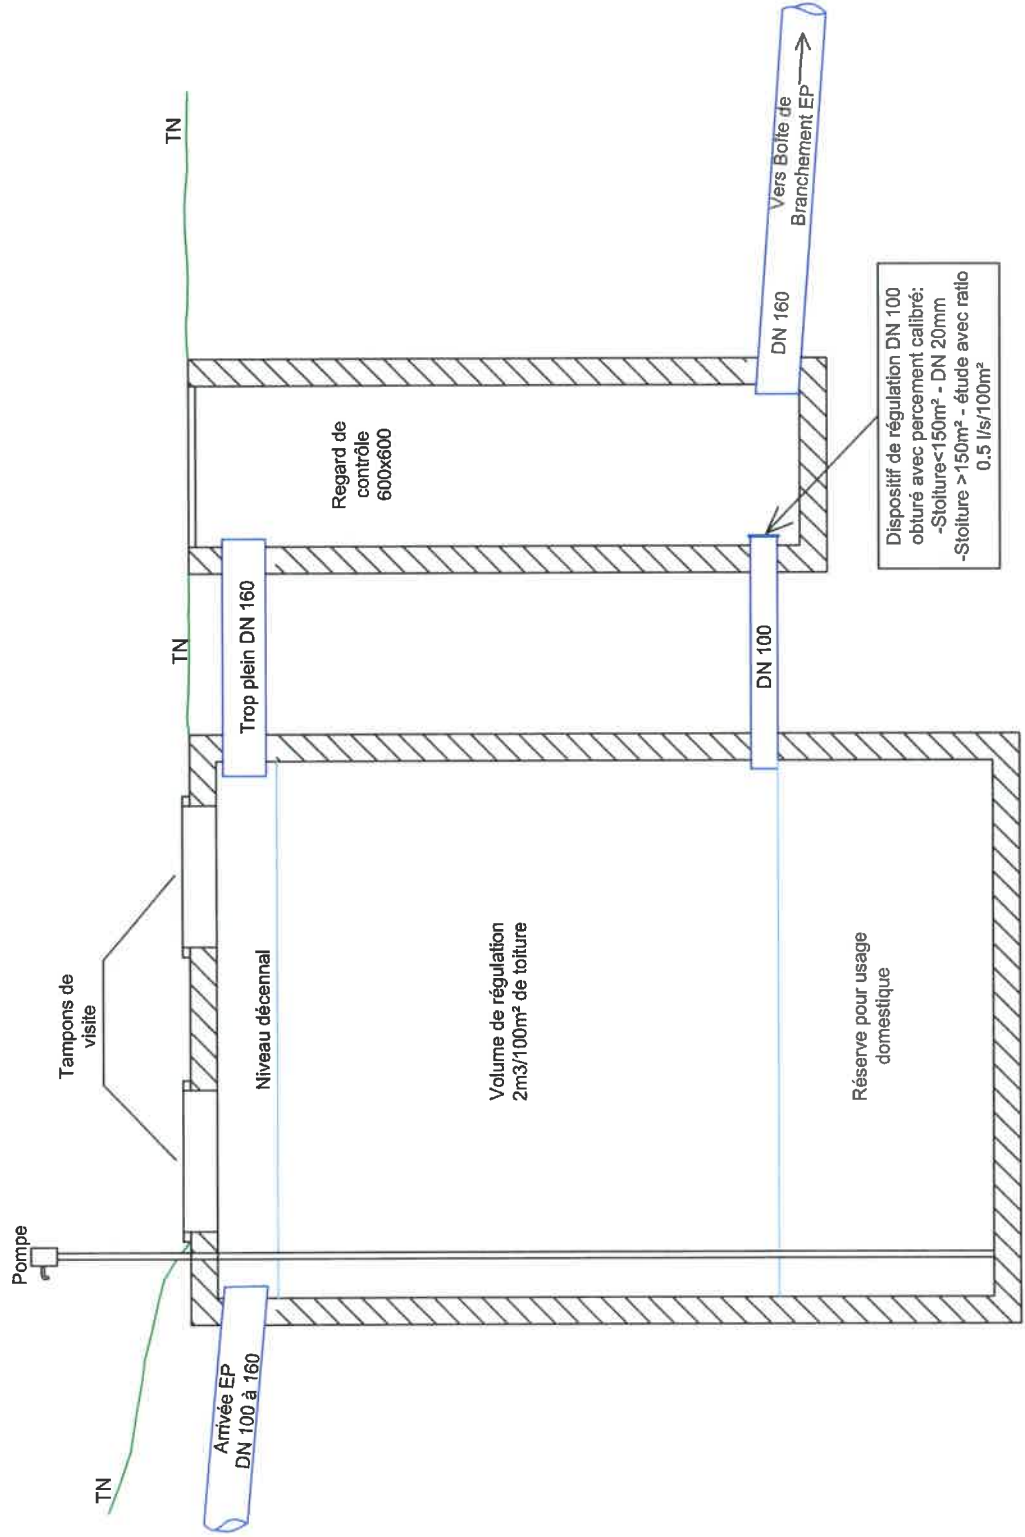 Pompe
Tampons de
visite
TN
TN
TN
Arrivée EP
DN 100 à 160
Niveau décennal
Trop plein DN 160
Regard de
contrôle
600x600
Volume de régulation
2m3/100m² de toiture
DN 100
DN 160
Vers Boîte de
Branchement EP
Réserve pour usage
domestique
Dispositif de régulation DN 100
obturé avec percement calibré:
-Stoiture<150m² - DN 20mm
-Stoiture >150m² - étude avec ratio
0.5 l/s/100m²